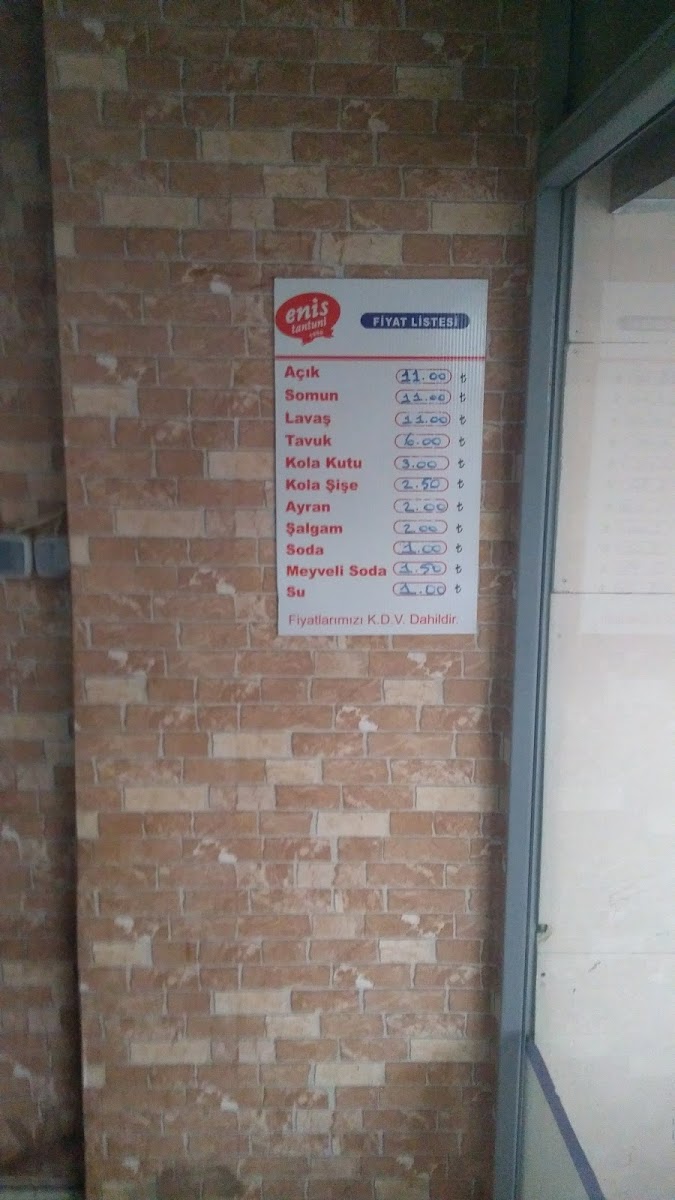 enis
tantuni
FİYAT LİSTESİ
Açık 11.00 ₺
Somun 11.00 ₺
Lavaş 11.00 ₺
Tavuk 6.00 ₺
Kola Kutu 3.00 ₺
Kola Şişe 2.50 ₺
Ayran 2.00 ₺
Şalgam 2.00 ₺
Soda 1.00 ₺
Meyveli Soda 1.50 ₺
Su 1.00 ₺
Fiyatlarımızı K.D.V. Dahildir.